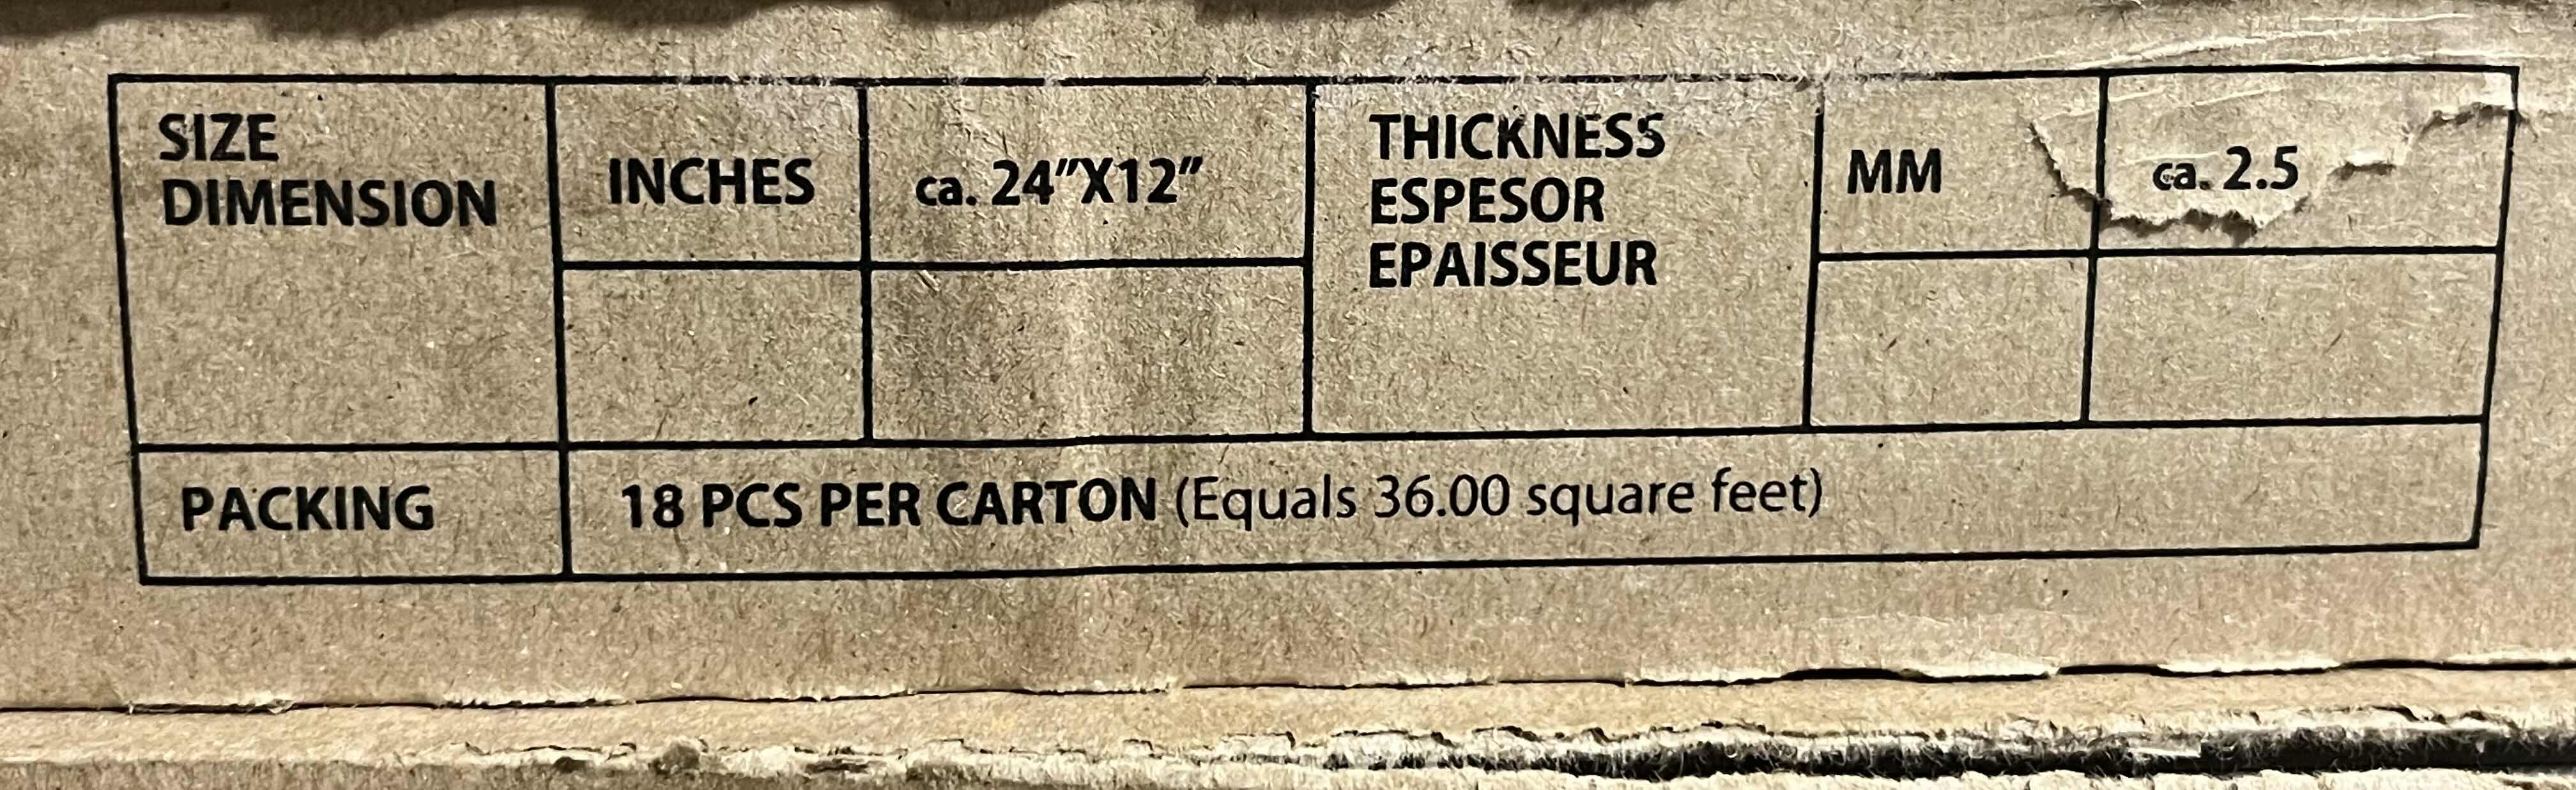 SIZE
DIMENSION
INCHES
ca. 24”X12”
THICKNESS
ESPESOR
EPAISSEUR
MM
ca. 2.5
PACKING
18 PCS PER CARTON (Equals 36.00 square feet)